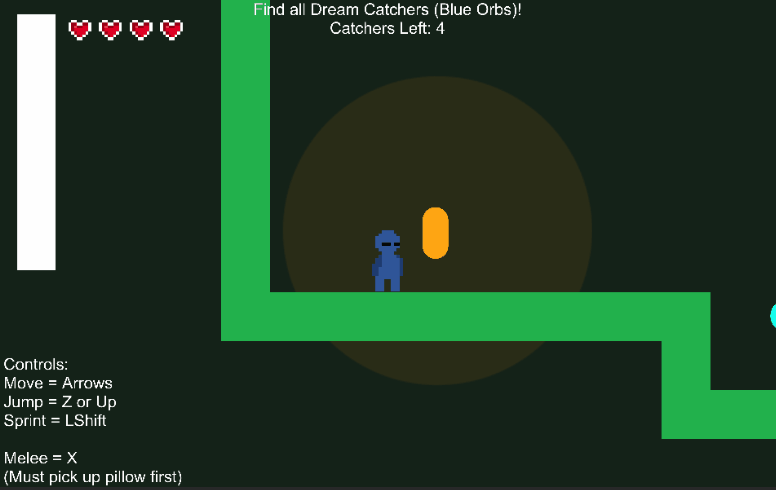 Find all Dream Catchers (Blue Orbs)!
Catchers Left: 4
Controls:
Move = Arrows
Jump = Z or Up
Sprint = LShift
Melee = X
(Must pick up pillow first)